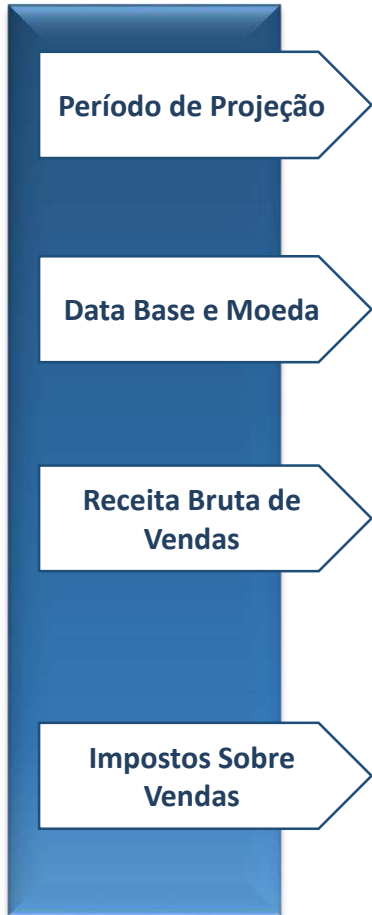 Período de Projeção
Data Base e Moeda
Receita Bruta de
Vendas
Impostos Sobre
Vendas